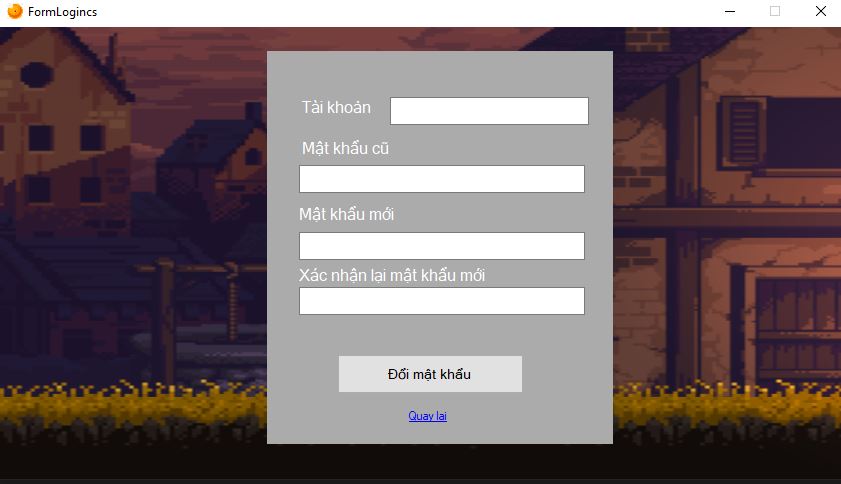 FormLogincs
Tài khoản
Mật khẩu cũ
Mật khẩu mới
Xác nhận lại mật khẩu mới
Đổi mật khẩu
Quay lại